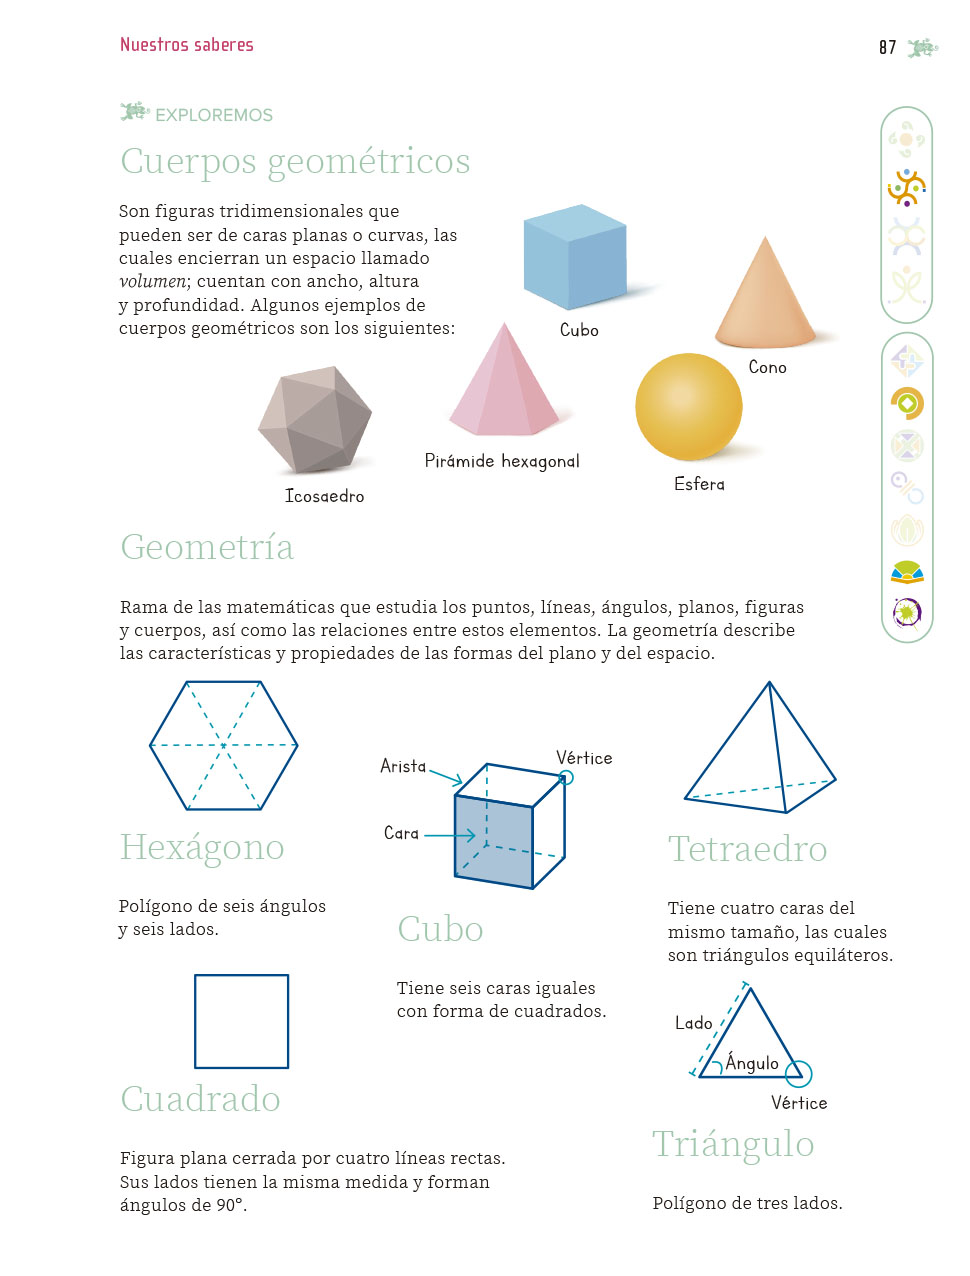 Nuestros saberes
87
EXPLOREMOS
Cuerpos geométricos
Son figuras tridimensionales que
pueden ser de caras planas o curvas, las
cuales encierran un espacio llamado
volumen; cuentan con ancho, altura
y profundidad. Algunos ejemplos de
cuerpos geométricos son los siguientes:
Cubo
Cono
Pirámide hexagonal
Esfera
Icosaedro
Geometría
Rama de las matemáticas que estudia los puntos, líneas, ángulos, planos, figuras
y cuerpos, así como las relaciones entre estos elementos. La geometría describe
las características y propiedades de las formas del plano y del espacio.
Hexágono
Polígono de seis ángulos
y seis lados.
Arista
Vértice
Cara
Cubo
Tiene seis caras iguales
con forma de cuadrados.
Tetraedro
Tiene cuatro caras del
mismo tamaño, las cuales
son triángulos equiláteros.
Cuadrado
Figura plana cerrada por cuatro líneas rectas.
Sus lados tienen la misma medida y forman
ángulos de 90°.
Lado
Ángulo
Vértice
Triángulo
Polígono de tres lados.